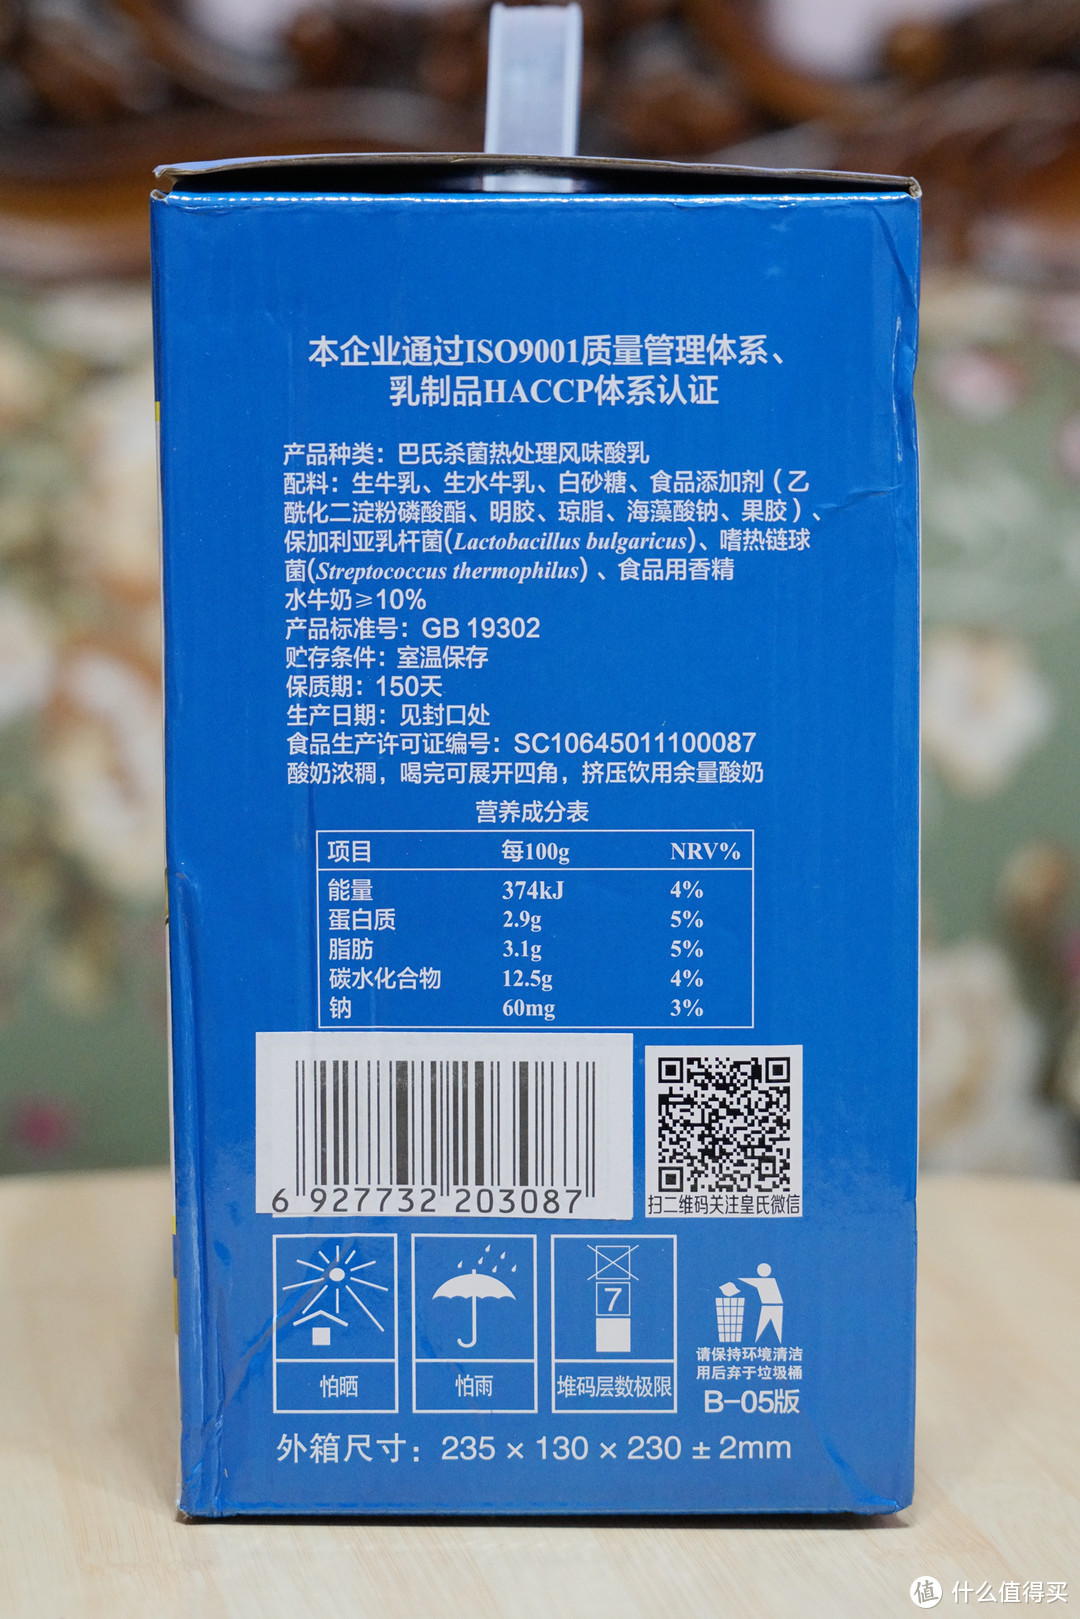 本企业通过ISO9001质量管理体系、
乳制品HACCP体系认证
产品种类：巴氏杀菌热处理风味酸乳
配料：生牛乳、生水牛乳、白砂糖、食品添加剂（乙
酰化二淀粉磷酸酯、明胶、琼脂、海藻酸钠、果胶）、
保加利亚乳杆菌(Lactobacillus bulgaricus)、嗜热链球
菌(Streptococcus thermophilus) 、食品用香精
水牛奶≥10%
产品标准号：GB 19302
贮存条件：室温保存
保质期：150天
生产日期：见封口处
食品生产许可证编号：SC10645011100087
酸奶浓稠，喝完可展开四角，挤压饮用余量酸奶
营养成分表
项目 每100g NRV%
能量 374kJ 4%
蛋白质 2.9g 5%
脂肪 3.1g 5%
碳水化合物 12.5g 4%
钠 60mg 3%
6 927732 203087
扫二维码关注皇氏微信
7
怕晒 怕雨 堆码层数极限
请保持环境清洁
用后弃于垃圾桶
B-05版
外箱尺寸：235 × 130 × 230 ± 2mm
值 什么值得买